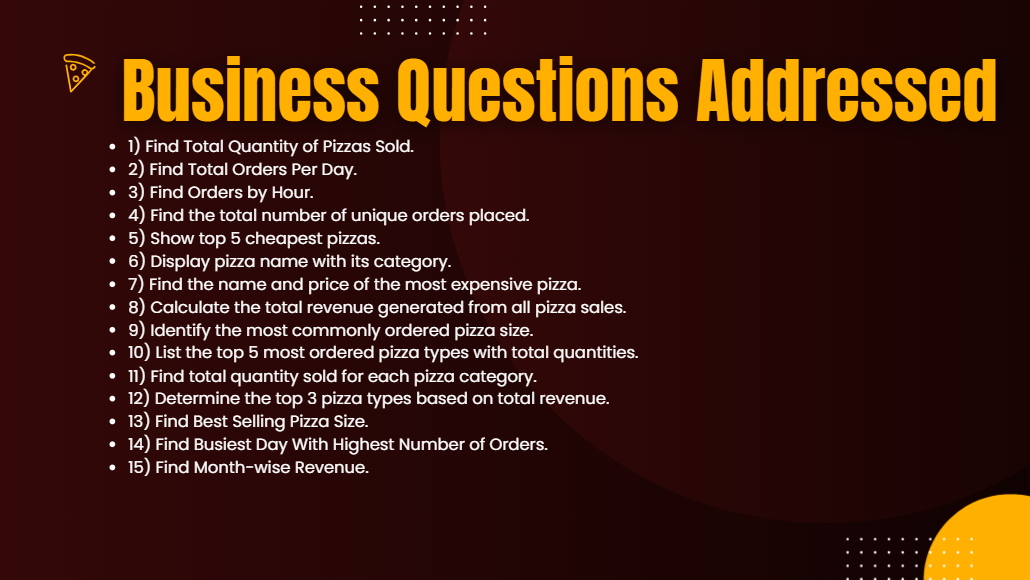 Business Questions Addressed
• 1) Find Total Quantity of Pizzas Sold.
• 2) Find Total Orders Per Day.
• 3) Find Orders by Hour.
• 4) Find the total number of unique orders placed.
• 5) Show top 5 cheapest pizzas.
• 6) Display pizza name with its category.
• 7) Find the name and price of the most expensive pizza.
• 8) Calculate the total revenue generated from all pizza sales.
• 9) Identify the most commonly ordered pizza size.
• 10) List the top 5 most ordered pizza types with total quantities.
• 11) Find total quantity sold for each pizza category.
• 12) Determine the top 3 pizza types based on total revenue.
• 13) Find Best Selling Pizza Size.
• 14) Find Busiest Day With Highest Number of Orders.
• 15) Find Month-wise Revenue.